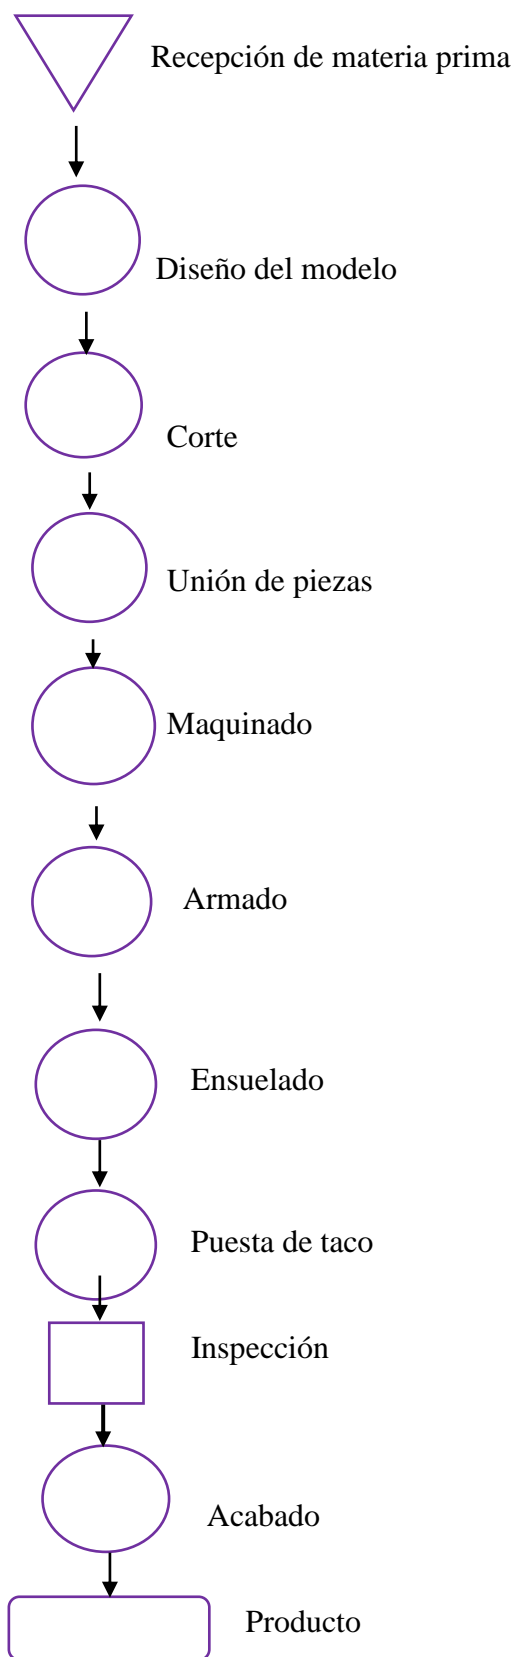 Recepción de materia prima
Diseño del modelo
Corte
Unión de piezas
Maquinado
Armado
Ensuelado
Puesta de taco
Inspección
Acabado
Producto